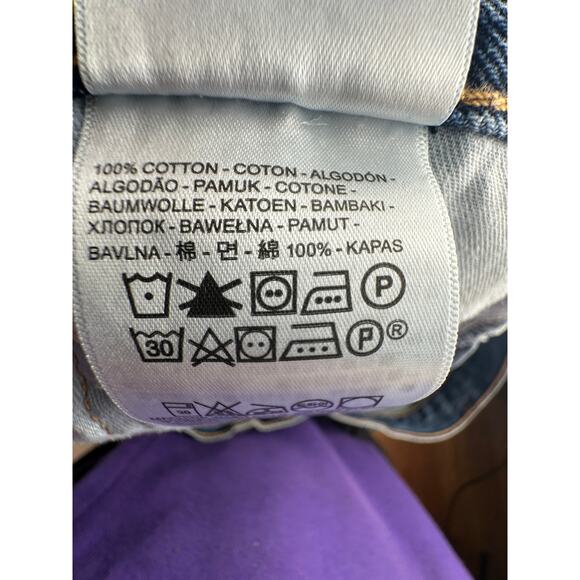 100% COTTON - COTON - ALGODÓN -
ALGODÃO - PAMUK - COTONE -
BAUMWOLLE - KATOEN - BAMBAKI -
ХЛОПОК - BAWEŁNA - PAMUT -
BAVLNA - 棉 - 면 - 綿 100% - KAPAS
P
30 P ®
30